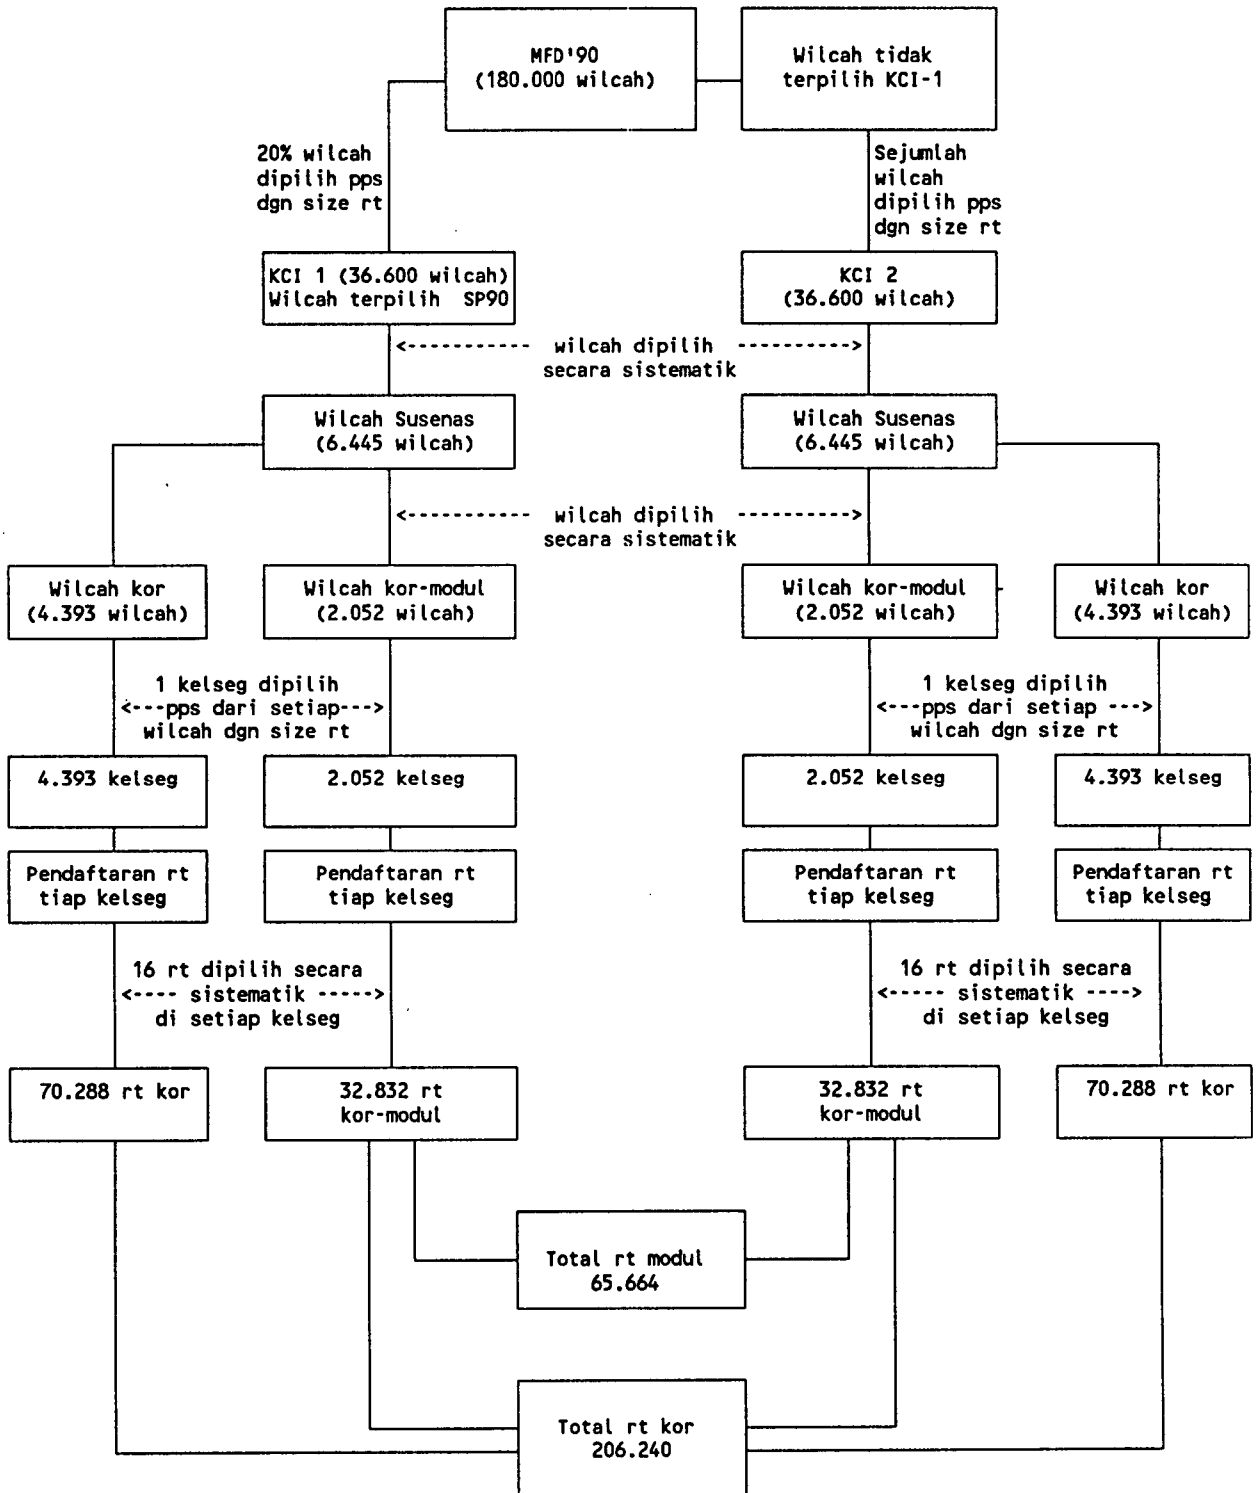 MFD'90
(180.000 wilcah)
Wilcah tidak
terpilih KCI-1
20% wilcah
dipilih pps
dgn size rt
Sejumlah
wilcah
dipilih pps
dgn size rt
KCI 1 (36.600 wilcah)
Wilcah terpilih SP90
KCI 2
(36.600 wilcah)
<---------- wilcah dipilih ---------->
secara sistematik
Wilcah Susenas
(6.445 wilcah)
Wilcah Susenas
(6.445 wilcah)
<---------- wilcah dipilih ---------->
secara sistematik
Wilcah kor
(4.393 wilcah)
Wilcah kor-modul
(2.052 wilcah)
Wilcah kor-modul
(2.052 wilcah)
Wilcah kor
(4.393 wilcah)
1 kelseg dipilih
<---pps dari setiap--->
wilcah dgn size rt
1 kelseg dipilih
<---pps dari setiap --->
wilcah dgn size rt
4.393 kelseg
2.052 kelseg
2.052 kelseg
4.393 kelseg
Pendaftaran rt
tiap kelseg
Pendaftaran rt
tiap kelseg
Pendaftaran rt
tiap kelseg
Pendaftaran rt
tiap kelseg
16 rt dipilih secara
<---- sistematik ----->
di setiap kelseg
16 rt dipilih secara
<----- sistematik ---->
di setiap kelseg
70.288 rt kor
32.832 rt
kor-modul
32.832 rt
kor-modul
70.288 rt kor
Total rt modul
65.664
Total rt kor
206.240